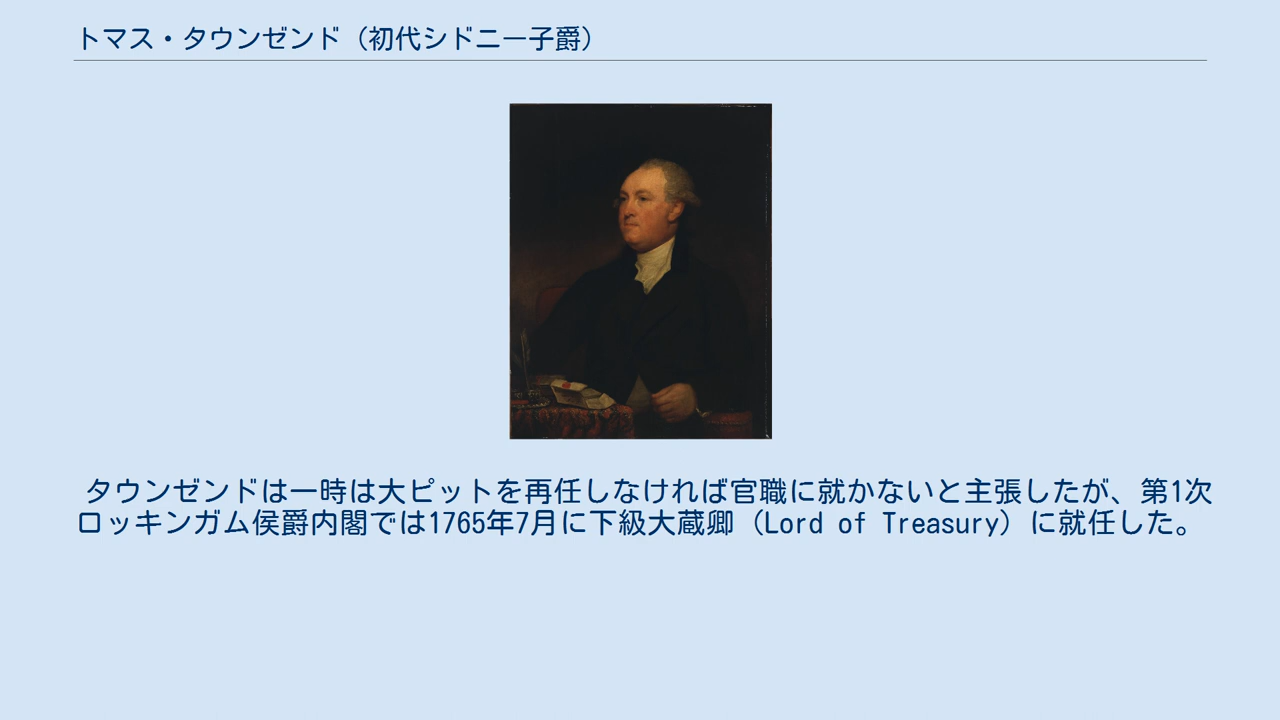 トマス・タウンゼンド（初代シドニー子爵）
タウンゼンドは一時は大ピットを再任しなければ官職に就かないと主張したが、第1次
ロッキンガム侯爵内閣では1765年7月に下級大蔵卿（Lord of Treasury）に就任した。